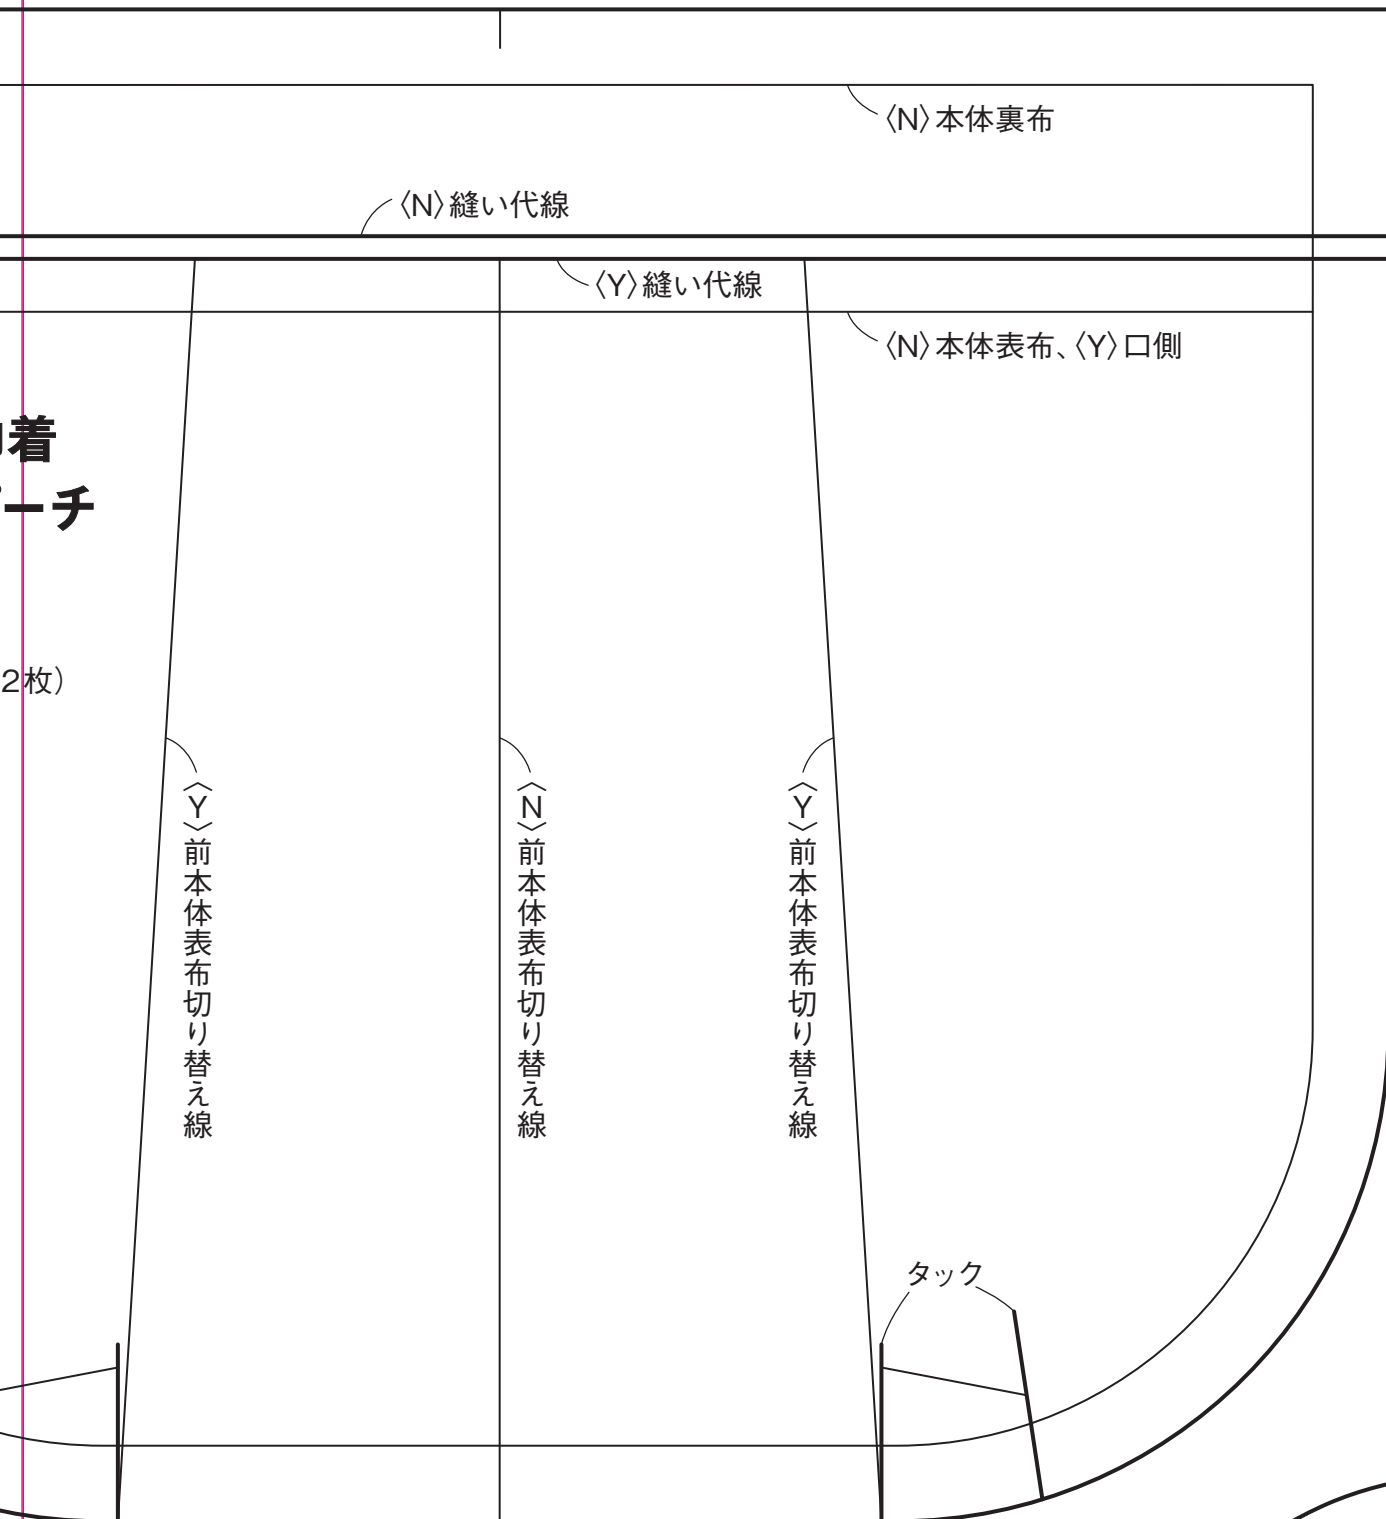 〈N〉本体裏布
〈N〉縫い代線
〈Y〉縫い代線
〈N〉本体表布、〈Y〉口側
着
ーチ
2枚）
〈Y〉前本体表布切り替え線
〈N〉前本体表布切り替え線
〈Y〉前本体表布切り替え線
タック